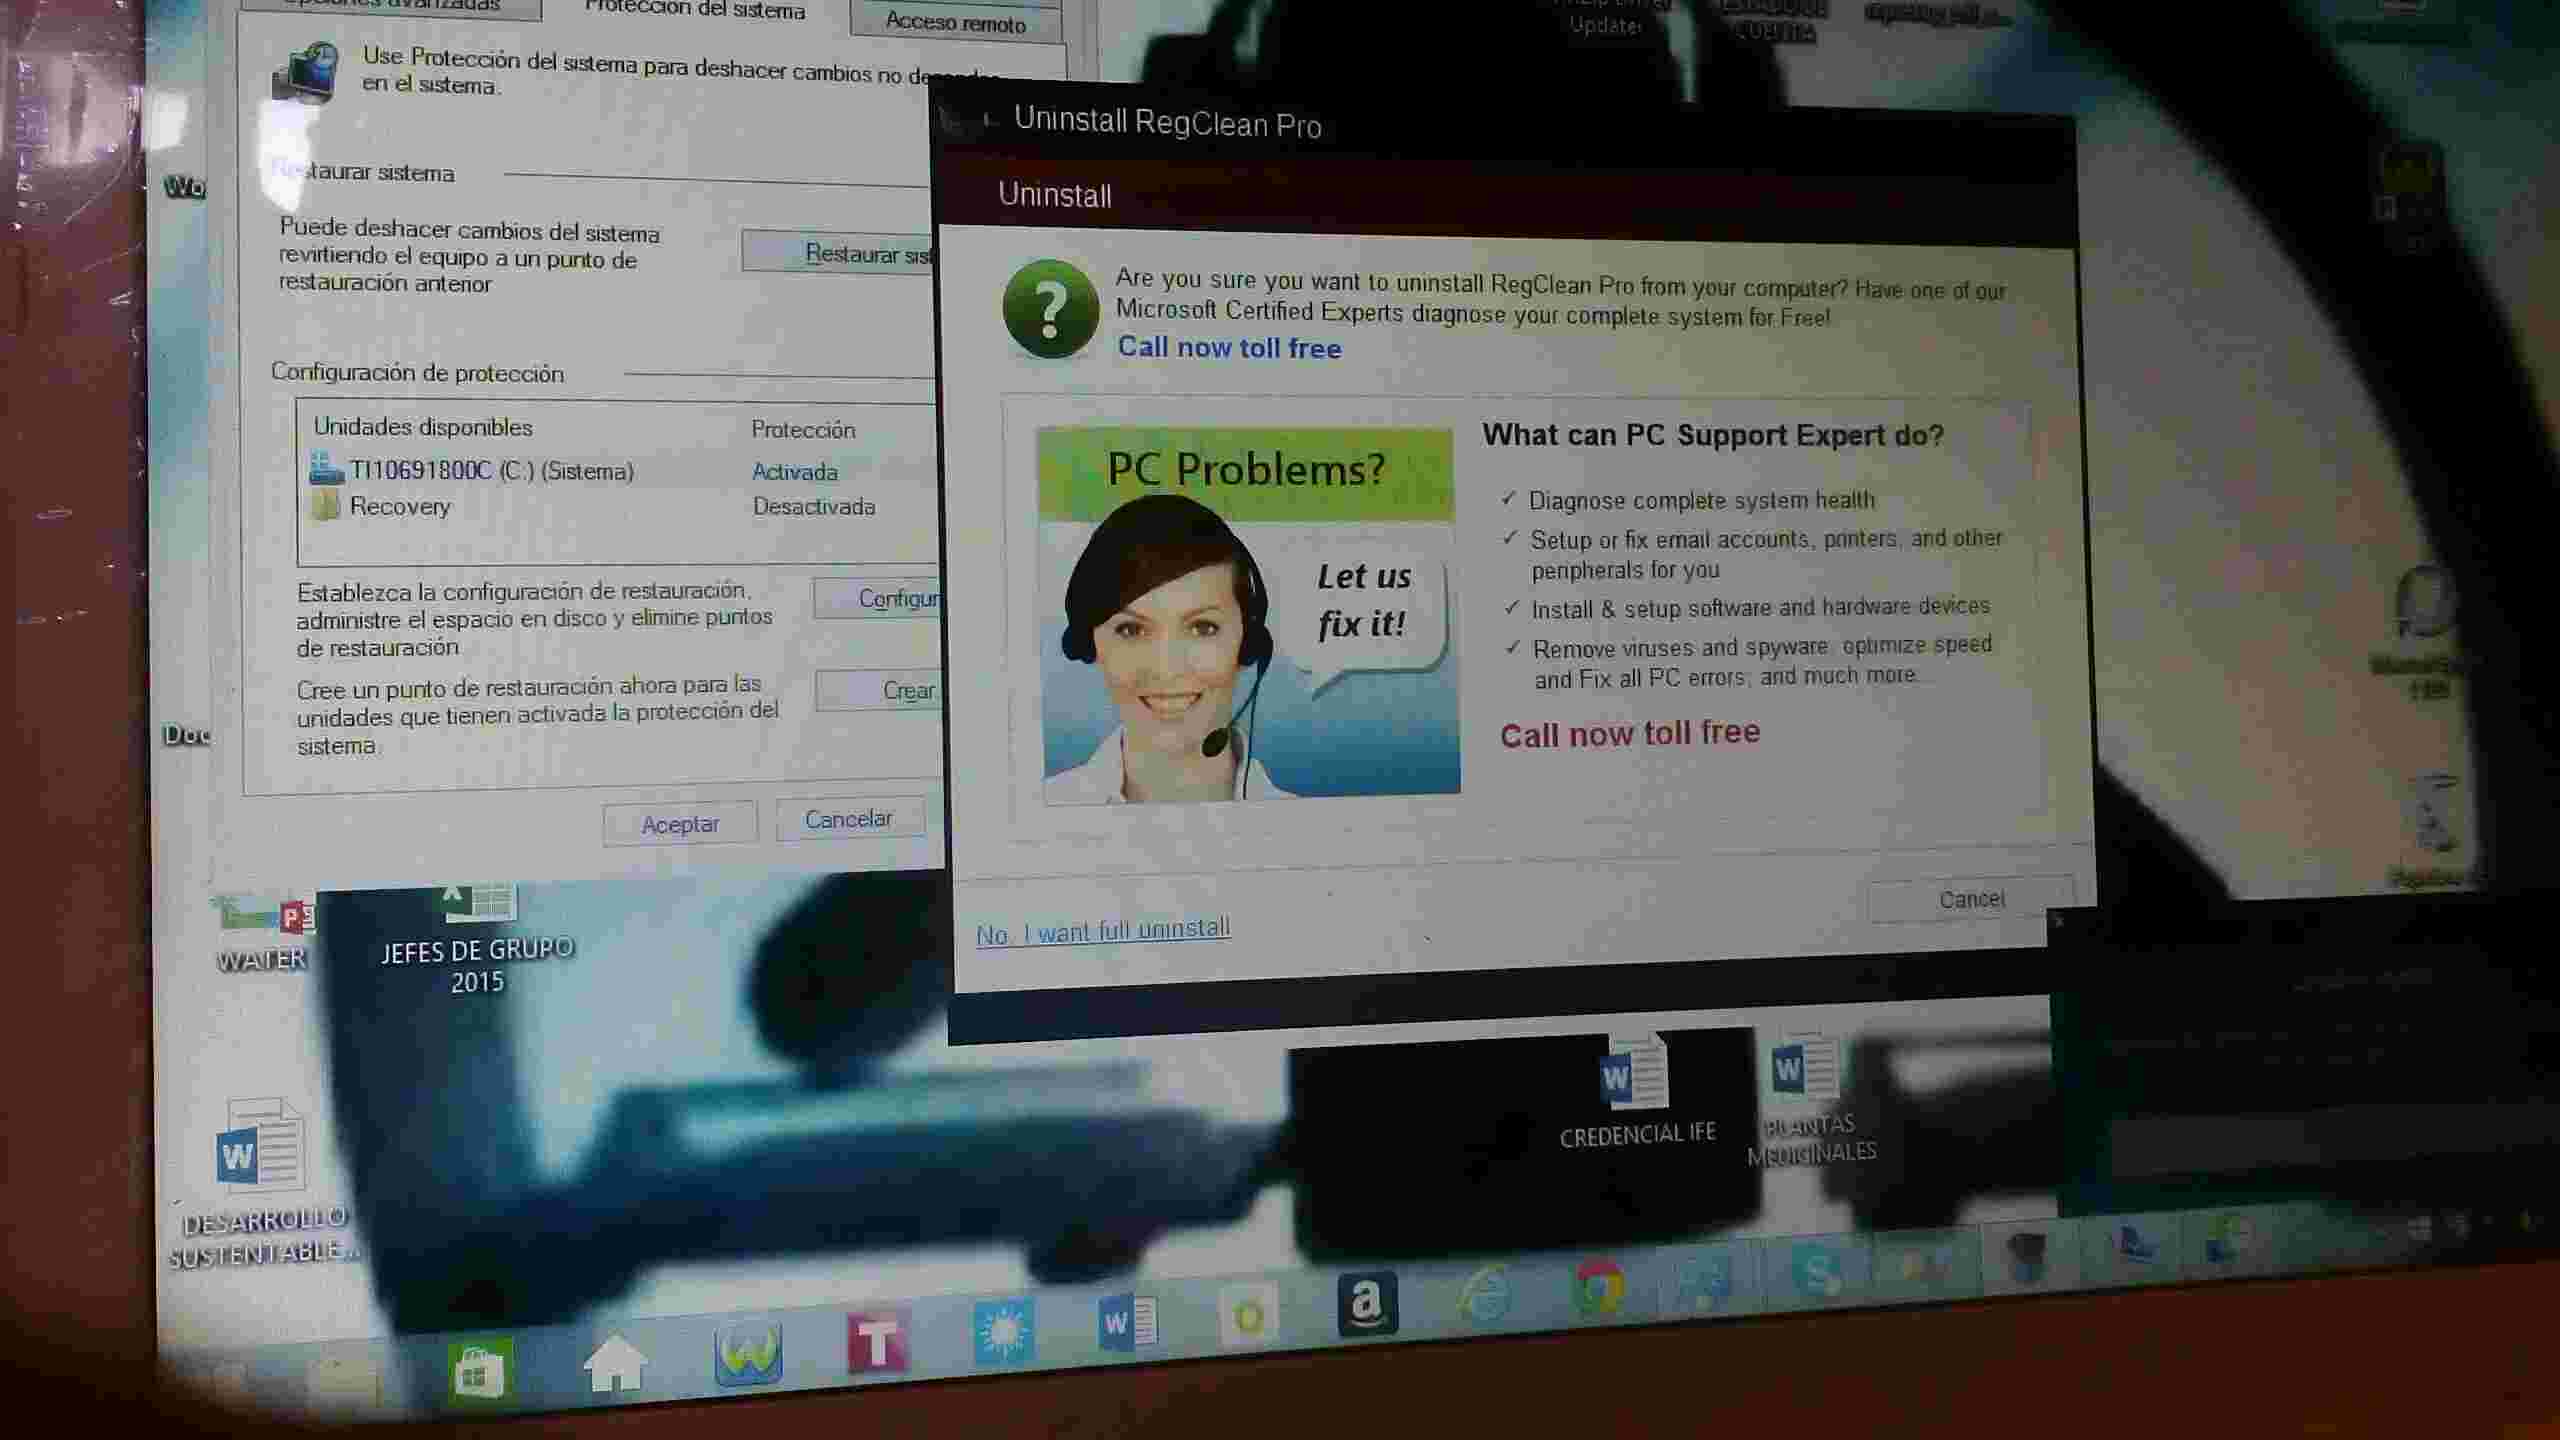 Protección del sistema
Acceso remoto
Use Protección del sistema para deshacer cambios no
en el sistema.
Restaurar sistema
Puede deshacer cambios del sistema
revirtiendo el equipo a un punto de
restauración anterior
Restaurar sist
Configuración de protección
Unidades disponibles
Protección
TI10691800C (C:) (Sistema)
Activada
Recovery
Desactivada
Establezca la configuración de restauración,
administre el espacio en disco y elimine puntos
de restauración
Configur
Cree un punto de restauración ahora para las
unidades que tienen activada la protección del
sistema.
Crear
Aceptar
Cancelar
Uninstall RegClean Pro
Uninstall
Are you sure you want to uninstall RegClean Pro from your computer? Have one of our
Microsoft Certified Experts diagnose your complete system for Free!
Call now toll free
PC Problems?
Let us
fix it!
What can PC Support Expert do?
✓ Diagnose complete system health
✓ Setup or fix email accounts, printers, and other
peripherals for you
✓ Install & setup software and hardware devices
✓ Remove viruses and spyware, optimize speed
and Fix all PC errors, and much more...
Call now toll free
No, I want full uninstall
Cancel
Updater
CUENTA
Wo
Doc
WATER
JEFES DE GRUPO
2015
DESARROLLO
SUSTENTABLE...
CREDENCIAL IFE
PLANTAS
MEDICINALES